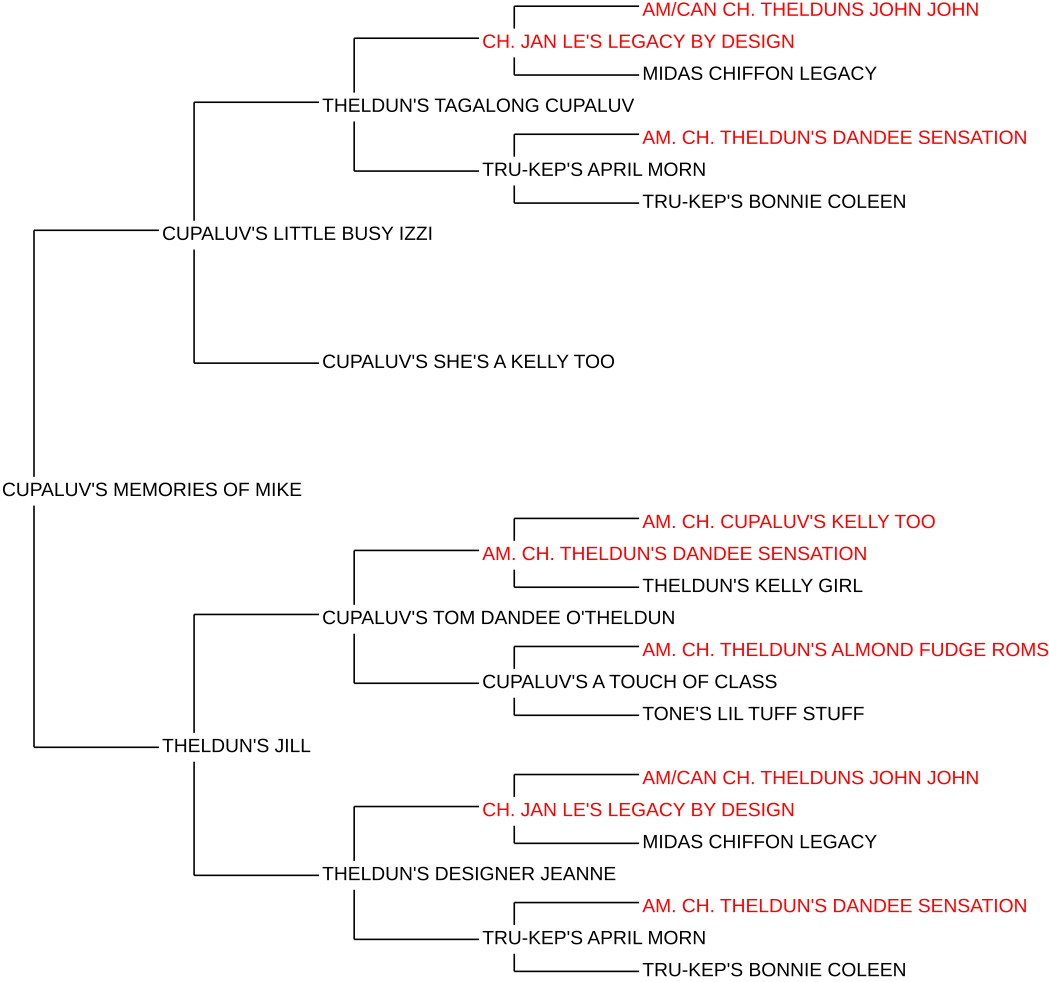 AM/CAN CH. THELDUNS JOHN JOHN
CH. JAN LE'S LEGACY BY DESIGN
MIDAS CHIFFON LEGACY
THELDUN'S TAGALONG CUPALUV
AM. CH. THELDUN'S DANDEE SENSATION
TRU-KEP'S APRIL MORN
TRU-KEP'S BONNIE COLEEN
CUPALUV'S LITTLE BUSY IZZI
CUPALUV'S SHE'S A KELLY TOO
CUPALUV'S MEMORIES OF MIKE
AM. CH. CUPALUV'S KELLY TOO
AM. CH. THELDUN'S DANDEE SENSATION
THELDUN'S KELLY GIRL
CUPALUV'S TOM DANDEE O'THELDUN
AM. CH. THELDUN'S ALMOND FUDGE ROMS
CUPALUV'S A TOUCH OF CLASS
TONE'S LIL TUFF STUFF
THELDUN'S JILL
AM/CAN CH. THELDUNS JOHN JOHN
CH. JAN LE'S LEGACY BY DESIGN
MIDAS CHIFFON LEGACY
THELDUN'S DESIGNER JEANNE
AM. CH. THELDUN'S DANDEE SENSATION
TRU-KEP'S APRIL MORN
TRU-KEP'S BONNIE COLEEN